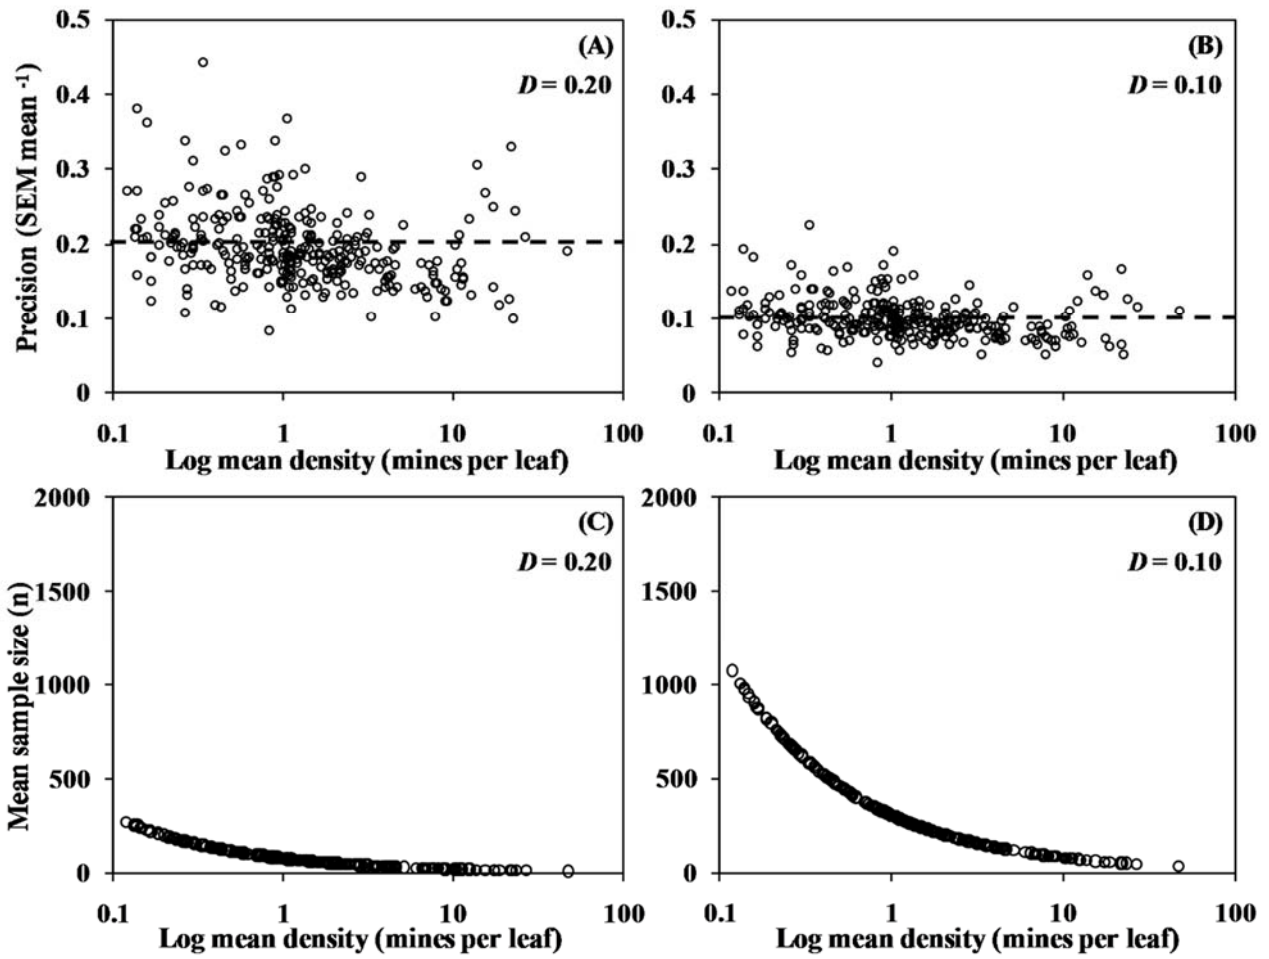 Precision (SEM mean -1)
0.5
0.4
0.3
0.2
0.1
0
(A)
D = 0.20
0.1 1 10 100
Log mean density (mines per leaf)
0.5
0.4
0.3
0.2
0.1
0
(B)
D = 0.10
0.1 1 10 100
Log mean density (mines per leaf)
Mean sample size (n)
2000
1500
1000
500
0
(C)
D = 0.20
0.1 1 10 100
Log mean density (mines per leaf)
2000
1500
1000
500
0
(D)
D = 0.10
0.1 1 10 100
Log mean density (mines per leaf)